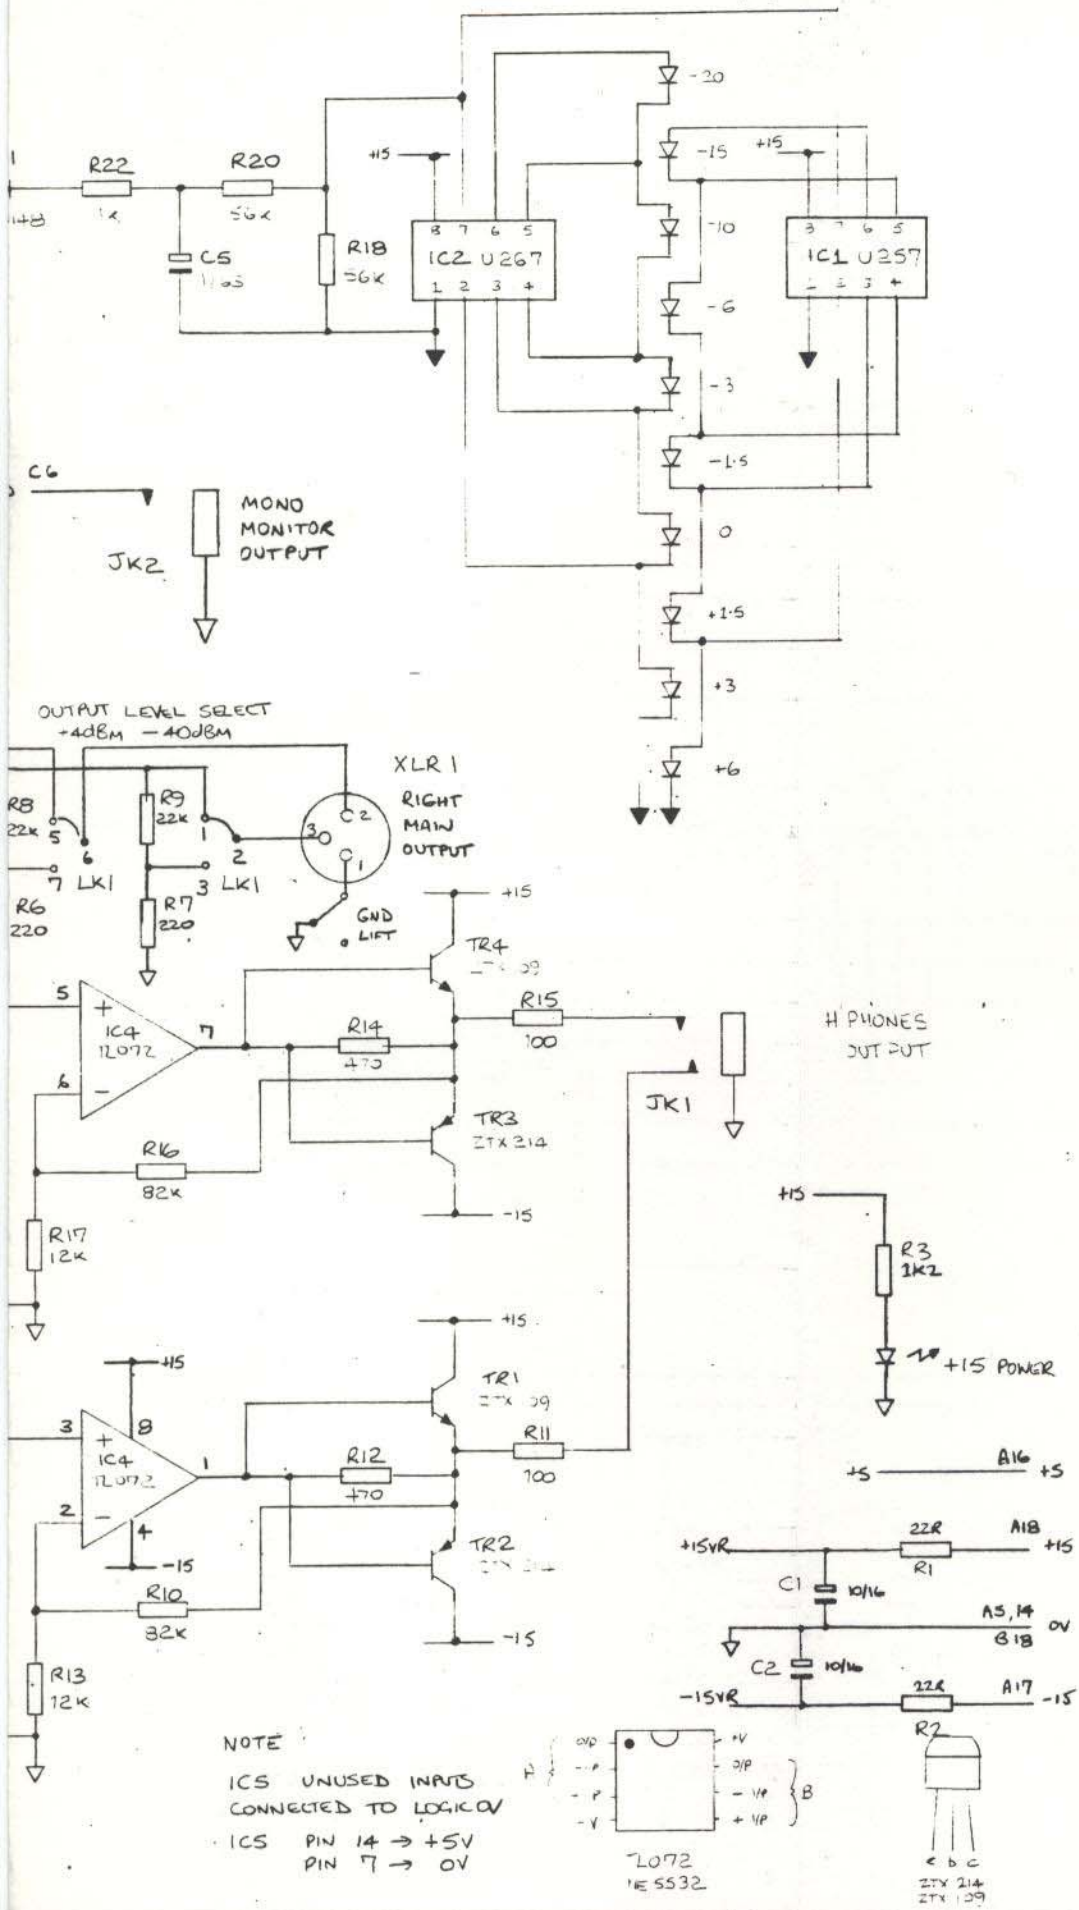 -20
+15
-15
+15
R22
R20
1K
56K
C5
R18
56K
8 7 6 5
IC2 U267
1 2 3 4
-10
-6
-3
8 7 6 5
IC1 U257
1 2 3 4
-1.5
0
+1.5
+3
+6
C6
JK2
MONO
MONITOR
OUTPUT
OUTPUT LEVEL SELECT
+4dBM -40dBM
R8
22K
5
6
7 LK1
R6
220
R9
22K
1
2
3 LK1
R7
220
XLR 1
RIGHT
MAIN
OUTPUT
2
3
1
GND
LIFT
+15
TR4
5
+
IC4
TL072
7
6
-
R14
470
R15
100
H'PHONES
OUTPUT
JK1
TR3
ZTX 214
R16
82K
-15
R17
12K
+15
R3
1K2
+15 POWER
+15
+15
3
+
8
IC4
TL072
1
2
-
4
-15
TR1
R12
470
R11
100
TR2
R10
82K
-15
R13
12K
+5
A16
+5
+15VR
22R
A18
+15
R1
C1
10/16
A5,14
B18
0V
C2
10/16
-15VR
22R
A17
-15
R2
NOTE :
IC5 UNUSED INPUTS
CONNECTED TO LOGIC 0V
IC5 PIN 14 → +5V
PIN 7 → 0V
A
O/P
-V
+V
O/P
- I/P
+ I/P
B
TL072
NE5532
e b c
ZTX 214
ZTX 109